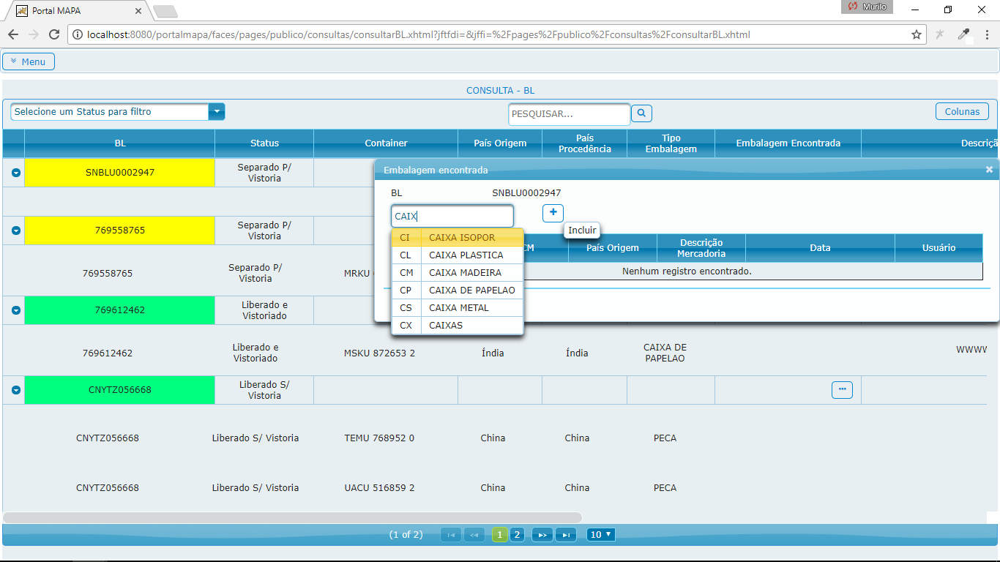 Portal MAPA
Murilo
localhost:8080/portalmapa/faces/pages/publico/consultas/consultarBL.xhtml?jftfdi=&jffi=%2Fpages%2Fpublico%2Fconsultas%2FconsultarBL.xhtml
Menu
CONSULTA - BL
Selecione um Status para filtro
PESQUISAR...
Colunas
BL Status Container País Origem País Procedência Tipo Embalagem Embalagem Encontrada
SNBLU0002947 Separado P/ Vistoria
Embalagem encontrada
BL SNBLU0002947
CAIX
Incluir
CI CAIXA ISOPOR
CL CAIXA PLASTICA
CM CAIXA MADEIRA
CP CAIXA DE PAPELAO
CS CAIXA METAL
CX CAIXAS
País Origem Descrição Mercadoria Data Usuário
Nenhum registro encontrado.
769558765 Separado P/ Vistoria
769558765 Separado P/ Vistoria MRKU
769612462 Liberado e Vistoriado
769612462 Liberado e Vistoriado MSKU 872653 2 Índia Índia CAIXA DE PAPELAO
CNYTZ056668 Liberado S/ Vistoria ...
CNYTZ056668 Liberado S/ Vistoria TEMU 768952 0 China China PECA
CNYTZ056668 Liberado S/ Vistoria UACU 516859 2 China China PECA
(1 of 2) 1 2 10